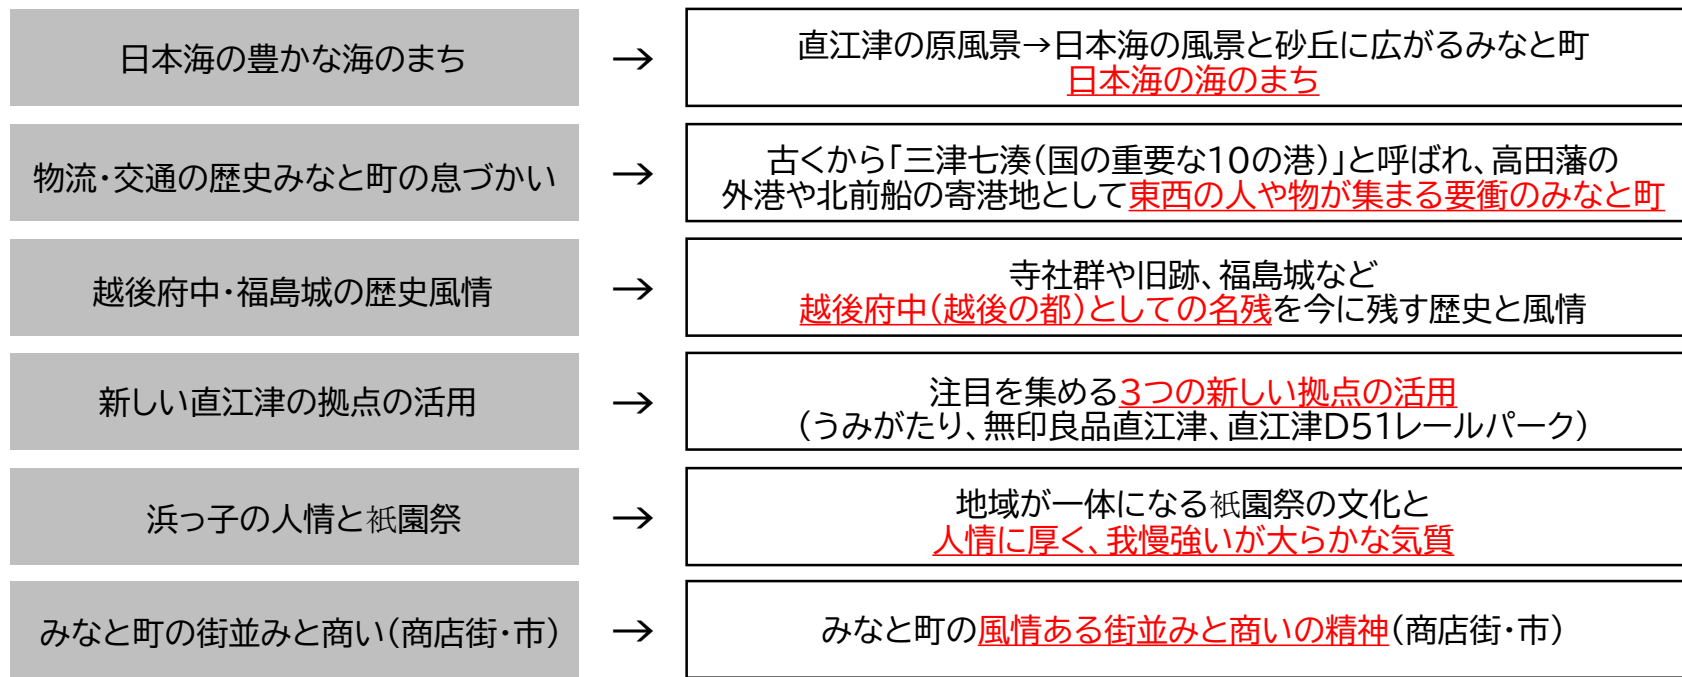 日本海の豊かな海のまち
→
直江津の原風景→日本海の風景と砂丘に広がるみなと町
日本海の海のまち
物流・交通の歴史みなと町の息づかい
→
古くから「三津七湊(国の重要な10の港)」と呼ばれ、高田藩の
外港や北前船の寄港地として東西の人や物が集まる要衝のみなと町
越後府中・福島城の歴史風情
→
寺社群や旧跡、福島城など
越後府中(越後の都)としての名残を今に残す歴史と風情
新しい直江津の拠点の活用
→
注目を集める3つの新しい拠点の活用
(うみがたり、無印良品直江津、直江津D51レールパーク)
浜っ子の人情と祇園祭
→
地域が一体になる祇園祭の文化と
人情に厚く、我慢強いが大らかな気質
みなと町の街並みと商い(商店街・市)
→
みなと町の風情ある街並みと商いの精神(商店街・市)